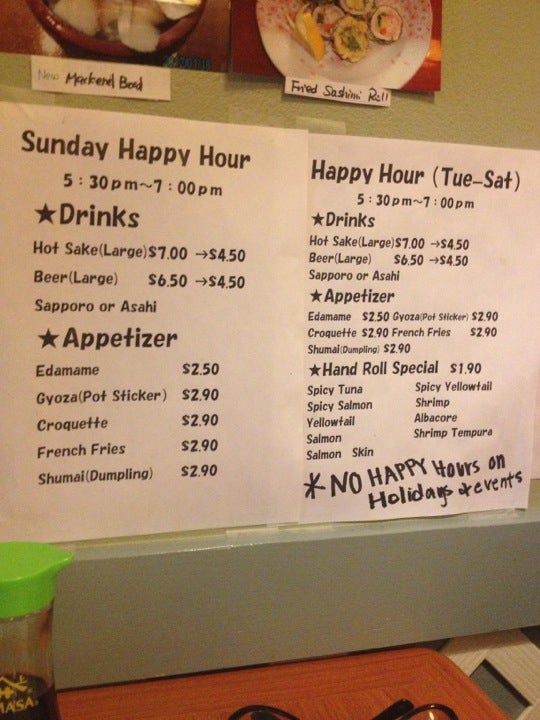 New Markend Bowl
Fried Sashimi Roll
Sunday Happy Hour
5:30pm~7:00pm
★Drinks
Hot Sake(Large)$7.00 →$4.50
Beer(Large) $6.50 →$4.50
Sapporo or Asahi
★Appetizer
Edamame $2.50
Gyoza(Pot Sticker) $2.90
Croquette $2.90
French Fries $2.90
Shumai(Dumpling) $2.90
Happy Hour (Tue-Sat)
5:30pm~7:00pm
★Drinks
Hot Sake(Large)$7.00 →$4.50
Beer(Large) $6.50 →$4.50
Sapporo or Asahi
★Appetizer
Edamame $2.50 Gyoza(Pot Sticker) $2.90
Croquette $2.90 French Fries $2.90
Shumai(Dumpling) $2.90
★Hand Roll Special $1.90
Spicy Tuna Spicy Yellowtail
Spicy Salmon Shrimp
Yellowtail Albacore
Salmon Shrimp Tempura
Salmon Skin
*NO HAPPY Hours on
Holidays & events
MASA